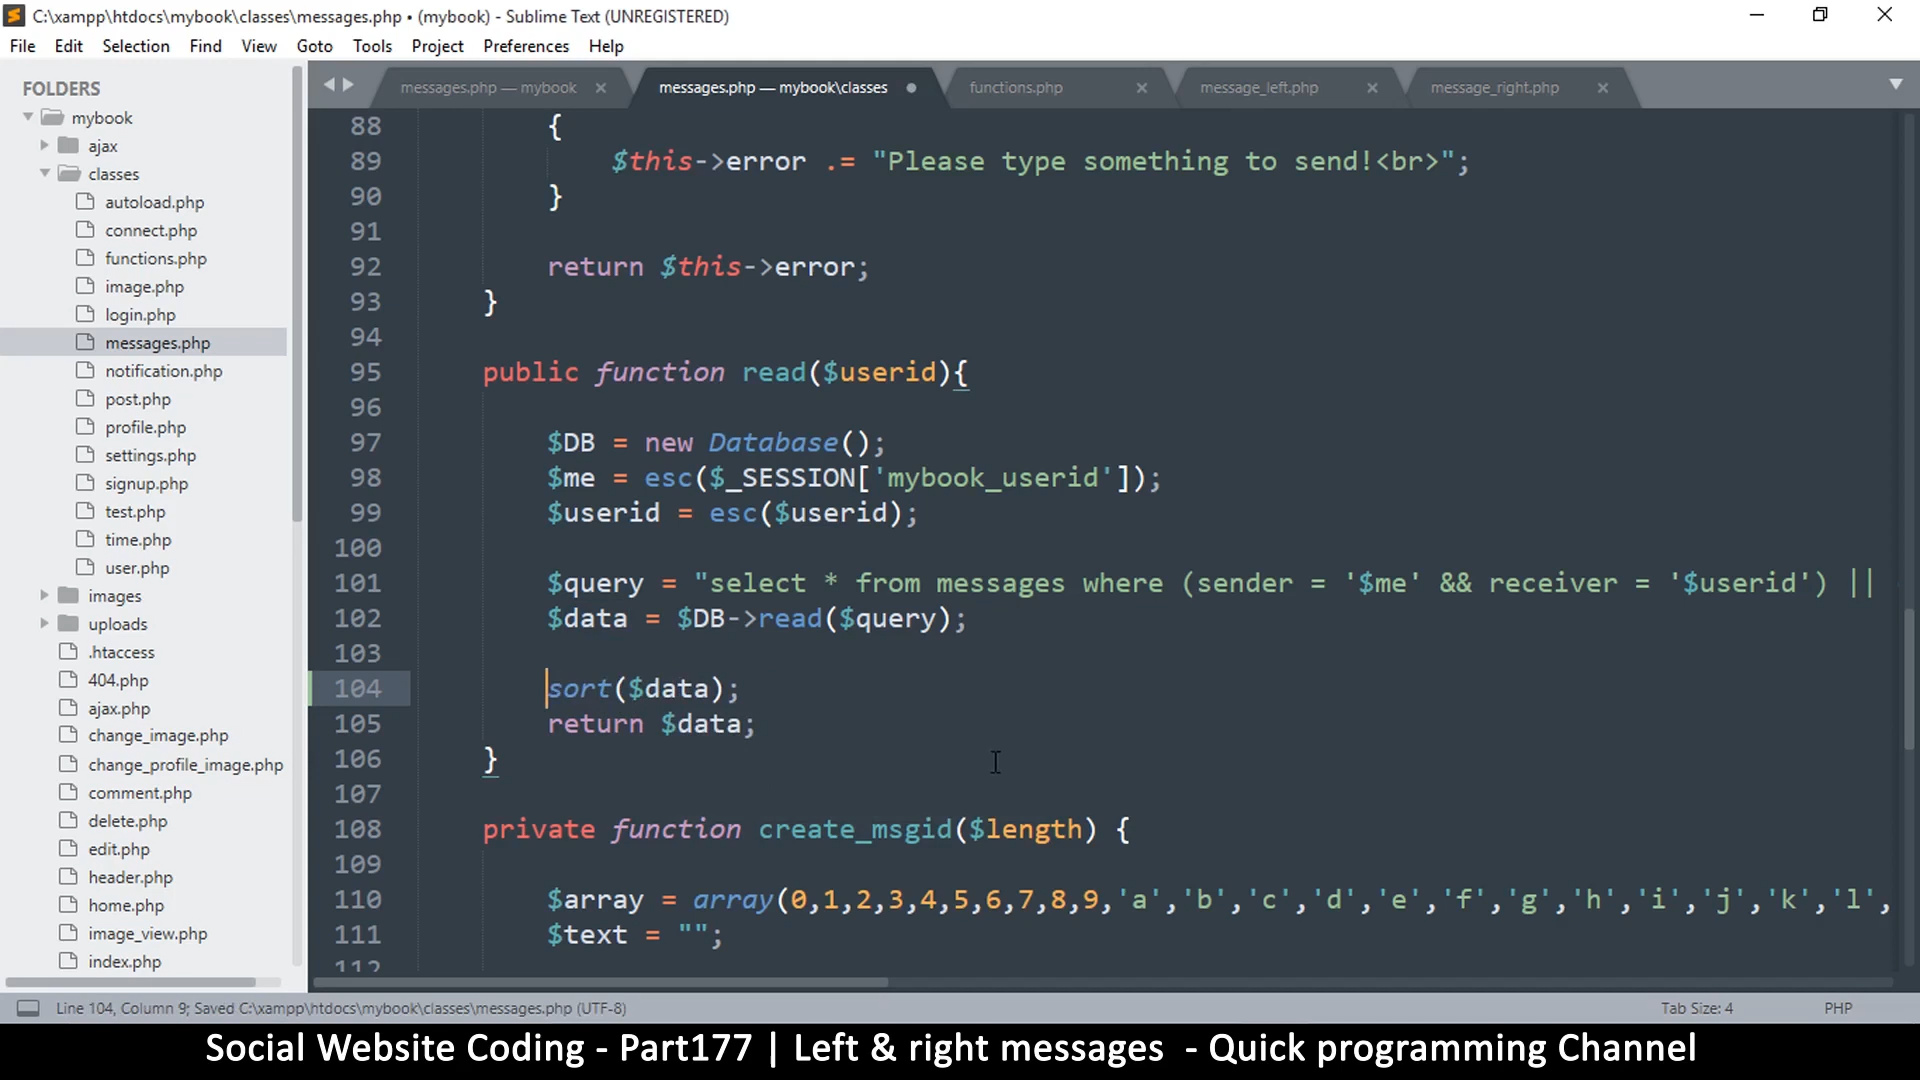 C:\xampp\htdocs\mybook\classes\messages.php • (mybook) - Sublime Text (UNREGISTERED)
File Edit Selection Find View Goto Tools Project Preferences Help
FOLDERS
mybook
ajax
classes
autoload.php
connect.php
functions.php
image.php
login.php
messages.php
notification.php
post.php
profile.php
settings.php
signup.php
test.php
time.php
user.php
images
uploads
.htaccess
404.php
ajax.php
change_image.php
change_profile_image.php
comment.php
delete.php
edit.php
header.php
home.php
image_view.php
index.php
messages.php — mybook messages.php — mybook\classes functions.php message_left.php message_right.php
88 {
89 $this->error .= "Please type something to send!<br>";
90 }
91
92 return $this->error;
93 }
94
95 public function read($userid){
96
97 $DB = new Database();
98 $me = esc($_SESSION['mybook_userid']);
99 $userid = esc($userid);
100
101 $query = "select * from messages where (sender = '$me' && receiver = '$userid') ||
102 $data = $DB->read($query);
103
104 sort($data);
105 return $data;
106 }
107
108 private function create_msgid($length) {
109
110 $array = array(0,1,2,3,4,5,6,7,8,9,'a','b','c','d','e','f','g','h','i','j','k','l',
111 $text = "";
112
Line 104, Column 9; Saved C:\xampp\htdocs\mybook\classes\messages.php (UTF-8) Tab Size: 4 PHP
Social Website Coding - Part177 | Left & right messages - Quick programming Channel